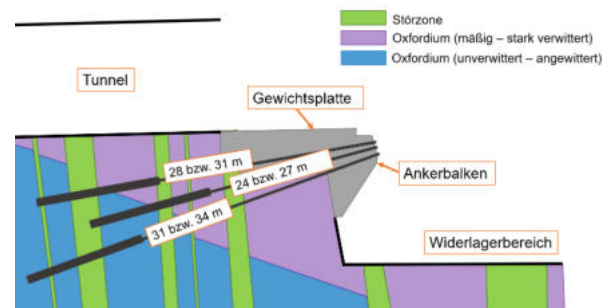 Störzone
Oxfordium (mäßig – stark verwittert)
Oxfordium (unverwittert – angewittert)
Tunnel
Gewichtsplatte
28 bzw. 31 m
24 bzw. 27 m
31 bzw. 34 m
Ankerbalken
Widerlagerbereich